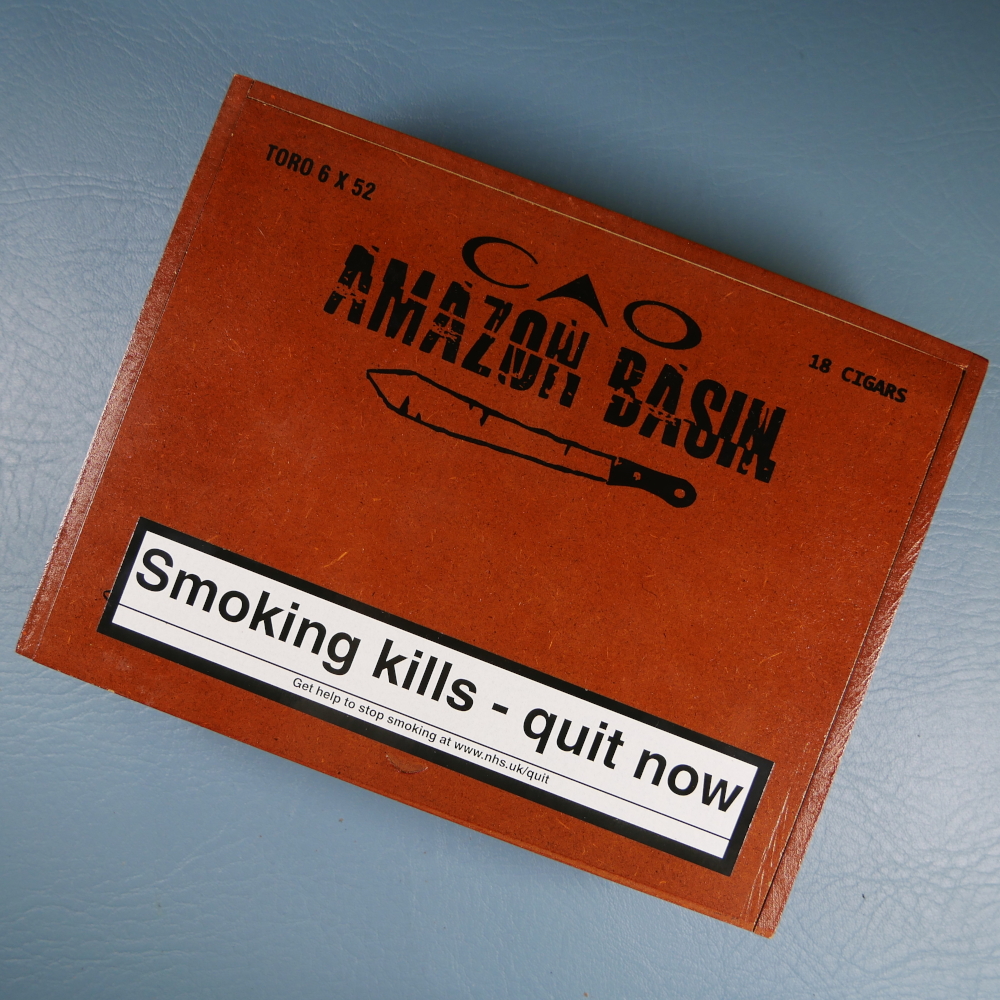 TORO 6 X 52
CAO
AMAZON BASIN
18 CIGARS
Smoking kills - quit now
Get help to stop smoking at www.nhs.uk/quit